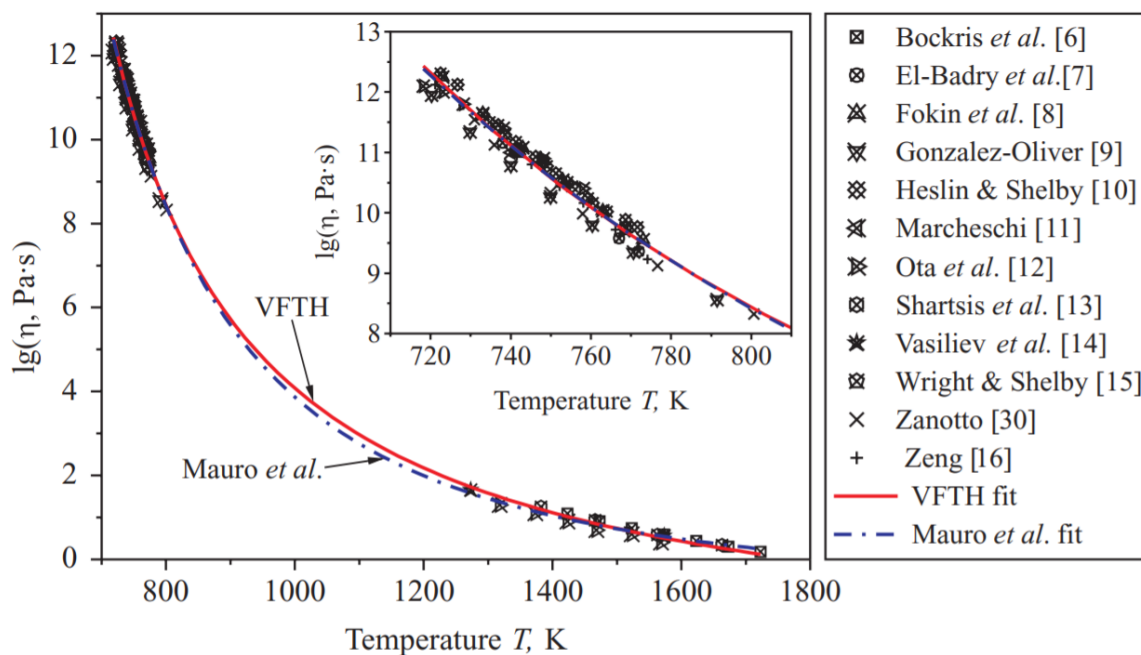 lg(η, Pa·s)
12
10
8
6
4
2
0
800
1000
1200
1400
1600
1800
Temperature T, K
VFTH
Mauro et al.
lg(η, Pa·s)
13
12
11
10
9
8
720
740
760
780
800
Temperature T, K
Bockris et al. [6]
El-Badry et al.[7]
Fokin et al. [8]
Gonzalez-Oliver [9]
Heslin & Shelby [10]
Marcheschi [11]
Ota et al. [12]
Shartsis et al. [13]
Vasiliev et al. [14]
Wright & Shelby [15]
Zanotto [30]
Zeng [16]
VFTH fit
Mauro et al. fit